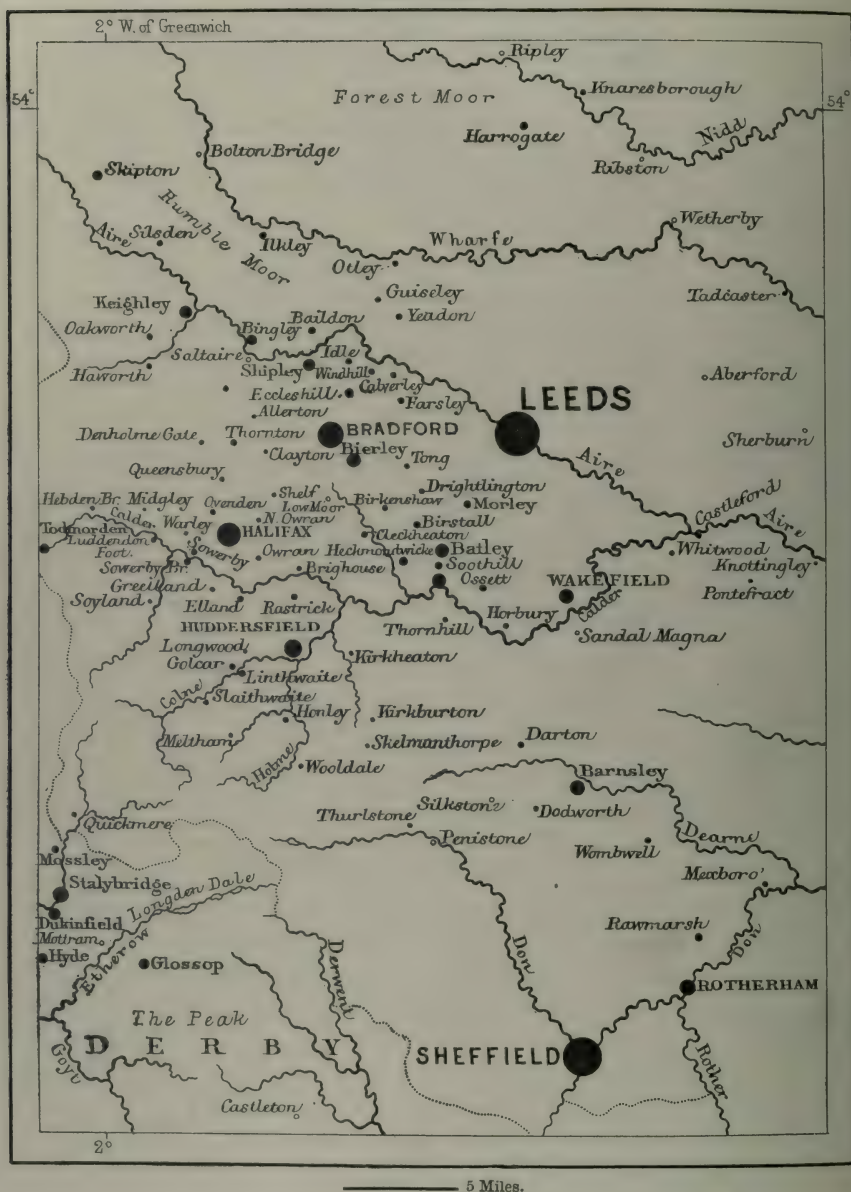 2° W. of Greenwich
Ripley
54°
Forest Moor
Knaresborough
54°
Harrogate
Nidd
Bolton Bridge
Ribston
Skipton
Rumble Moor
Wetherby
Aire
Silsden
Ilkley
Wharfe
Otley
Guiseley
Tadcaster
Keighley
Baildon
Yeadon
Oakworth
Bingley
Saltaire
Idle
Haworth
Shipley
Windhill
Calverley
Aberford
Eccleshill
Farsley
LEEDS
Allerton
Denholme Gate
Thornton
BRADFORD
Sherburn
Clayton
Bierley
Tong
Aire
Queensbury
Drightlington
Shelf
Hebden Br.
Midgley
Ovenden
Low Moor
Birkenshaw
Morley
Castleford
Aire
Calder
Warley
N. Owran
Birstall
Todmorden
HALIFAX
Cleckheaton
Luddendon
Foot.
Sowerby
Owran
Heckmondwicke
Batley
Whitwood
Knottingley
Sowerby Br.
Brighouse
Soothill
Greetland
Ossett
WAKEFIELD
Pontefract
Soyland
Elland
Rastrick
Calder
HUDDERSFIELD
Horbury
Thornhill
Sandal Magna
Longwood
Kirkheaton
Golcar
Linthwaite
Colne
Slaithwaite
Honley
Kirkburton
Meltham
Skelmanthorpe
Darton
Holme
Wooldale
Barnsley
Silkstone
Dodworth
Quickmere
Thurlstone
Dearne
Penistone
Wombwell
Mossley
Mexboro'
Stalybridge
Longden Dale
Dukinfield
Rawmarsh
Mottram
Hyde
Etherow
Glossop
Derwent
Don
Don
ROTHERHAM
The Peak
DERBY
SHEFFIELD
Goyt
Rother
Castleton
2°
5 Miles.